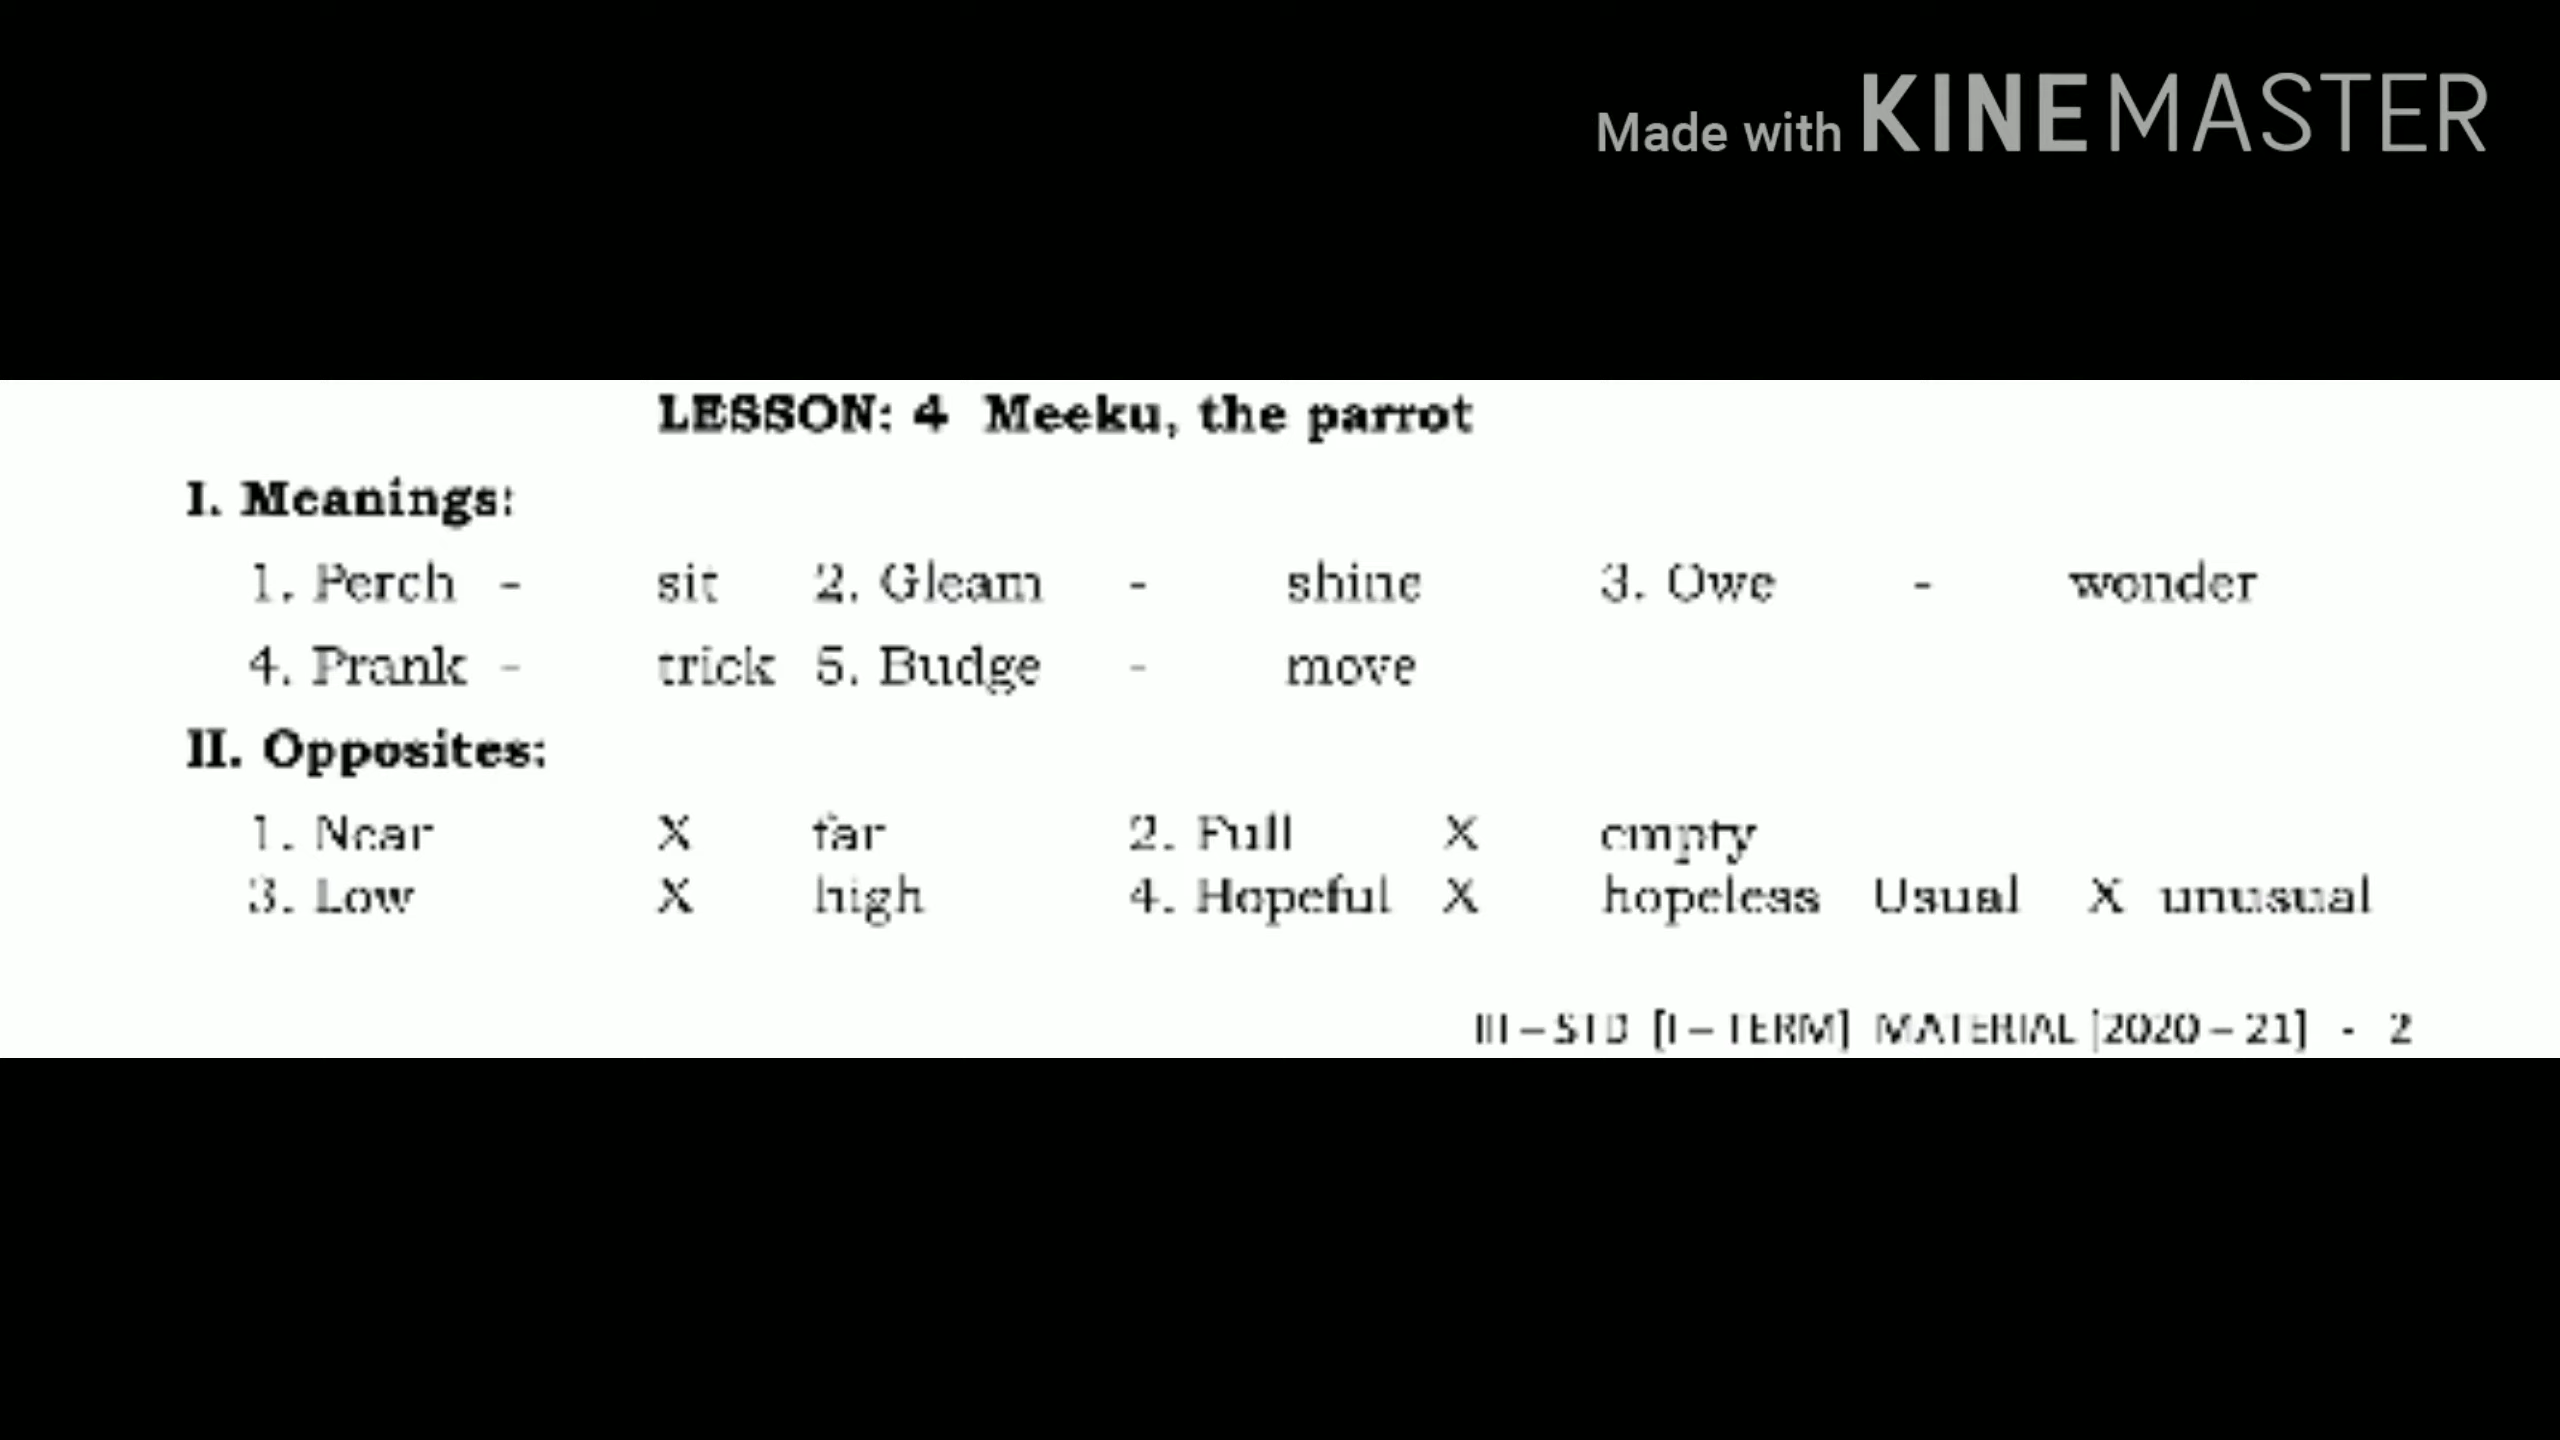 Made with KINEMASTER
LESSON: 4 Meeku, the parrot
I. Meanings:
1. Perch - sit 2. Gleam - shine 3. Owe - wonder
4. Prank - trick 5. Budge - move
II. Opposites:
1. Near X far 2. Full X empty
3. Low X high 4. Hopeful X hopeless Usual X unusual
III – STD [I – TERM] MATERIAL [2020 – 21] - 2